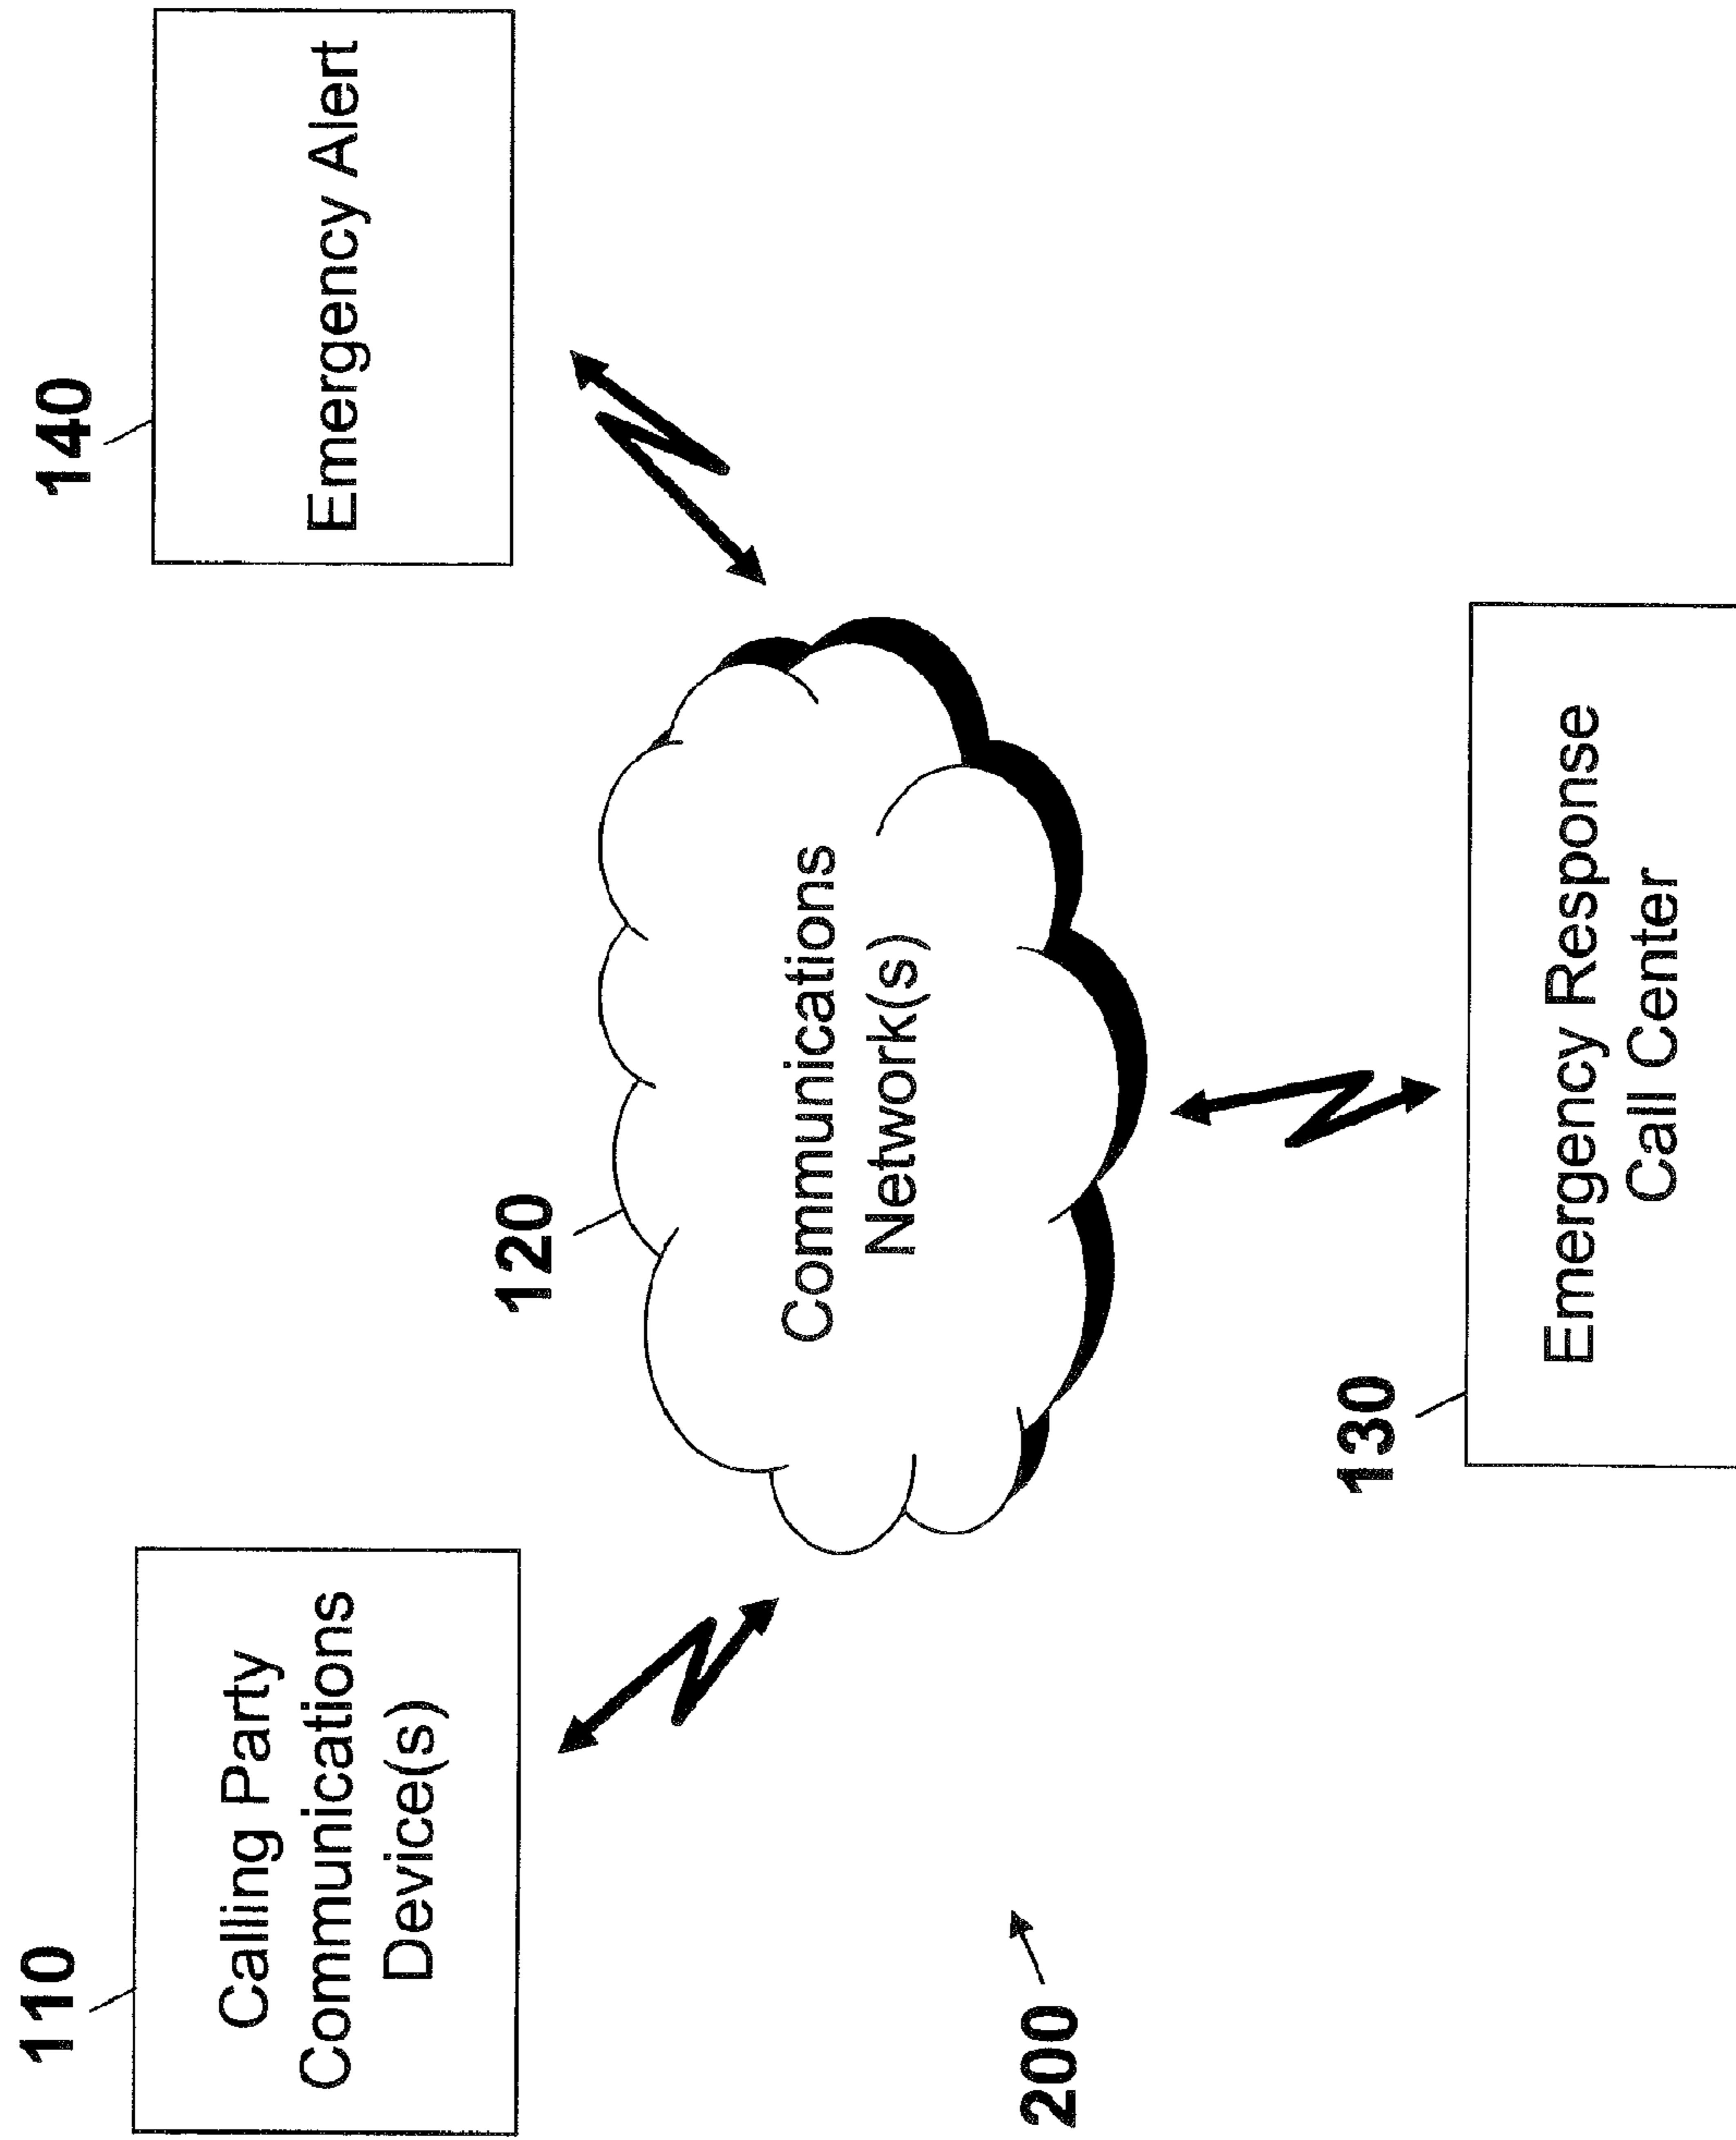 110
Calling Party
Communications
Device(s)
140
Emergency Alert
120
Communications
Network(s)
200
130
Emergency Response
Call Center